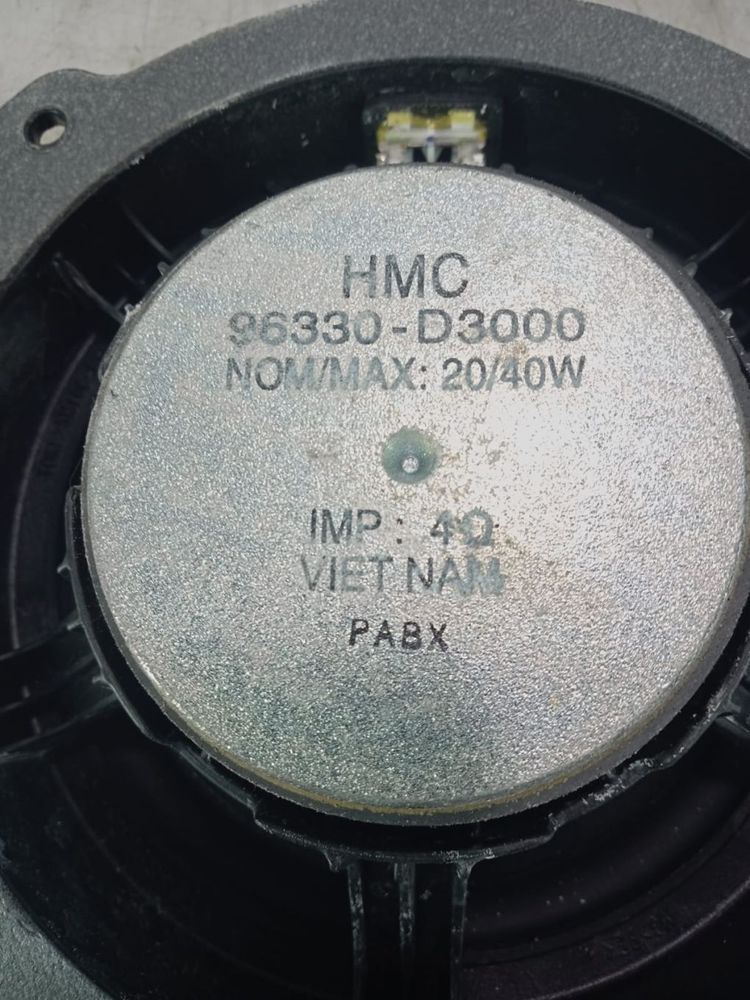 HMC
96330-D3000
NOM/MAX: 20/40W
IMP: 4Ω
VIET NAM
PABX